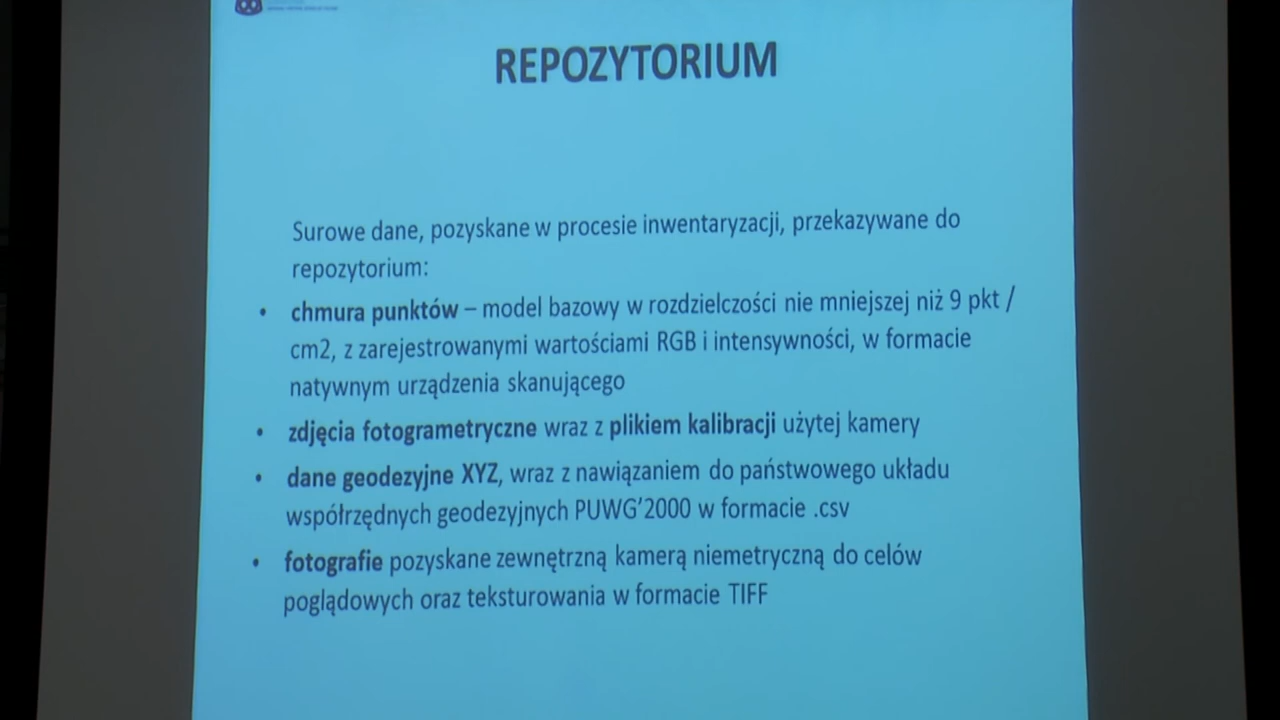 REPOZYTORIUM
Surowe dane, pozyskane w procesie inwentaryzacji, przekazywane do
repozytorium:
• chmura punktów – model bazowy w rozdzielczości nie mniejszej niż 9 pkt /
cm2, z zarejestrowanymi wartościami RGB i intensywności, w formacie
natywnym urządzenia skanującego
• zdjęcia fotogrametryczne wraz z plikiem kalibracji użytej kamery
• dane geodezyjne XYZ, wraz z nawiązaniem do państwowego układu
współrzędnych geodezyjnych PUWG’2000 w formacie .csv
• fotografie pozyskane zewnętrzną kamerą niemetryczną do celów
poglądowych oraz teksturowania w formacie TIFF